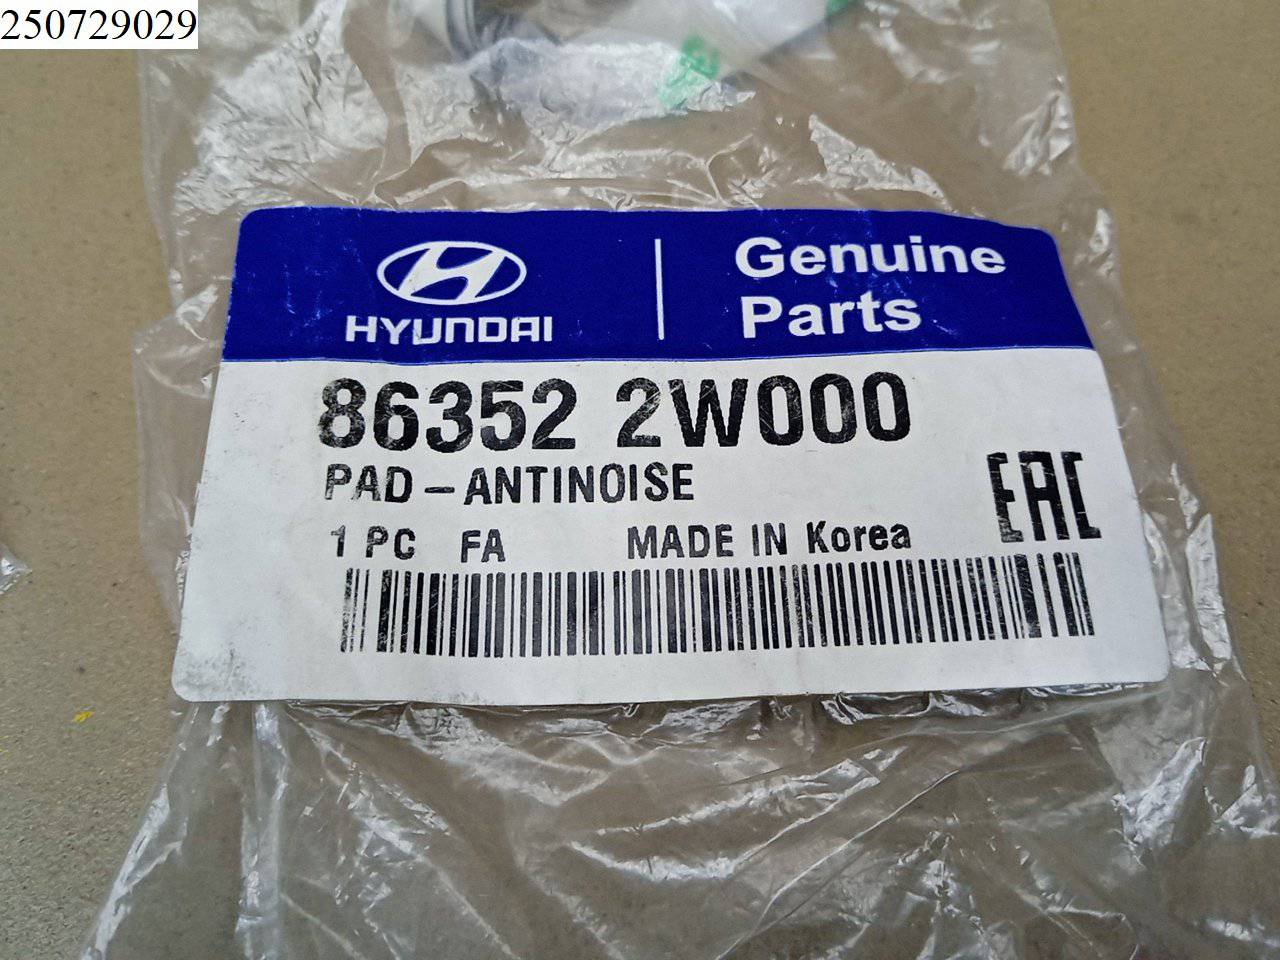 250729029
HYUNDAI
Genuine
Parts
86352 2W000
PAD-ANTINOISE
1 PC FA MADE IN Korea
EAC